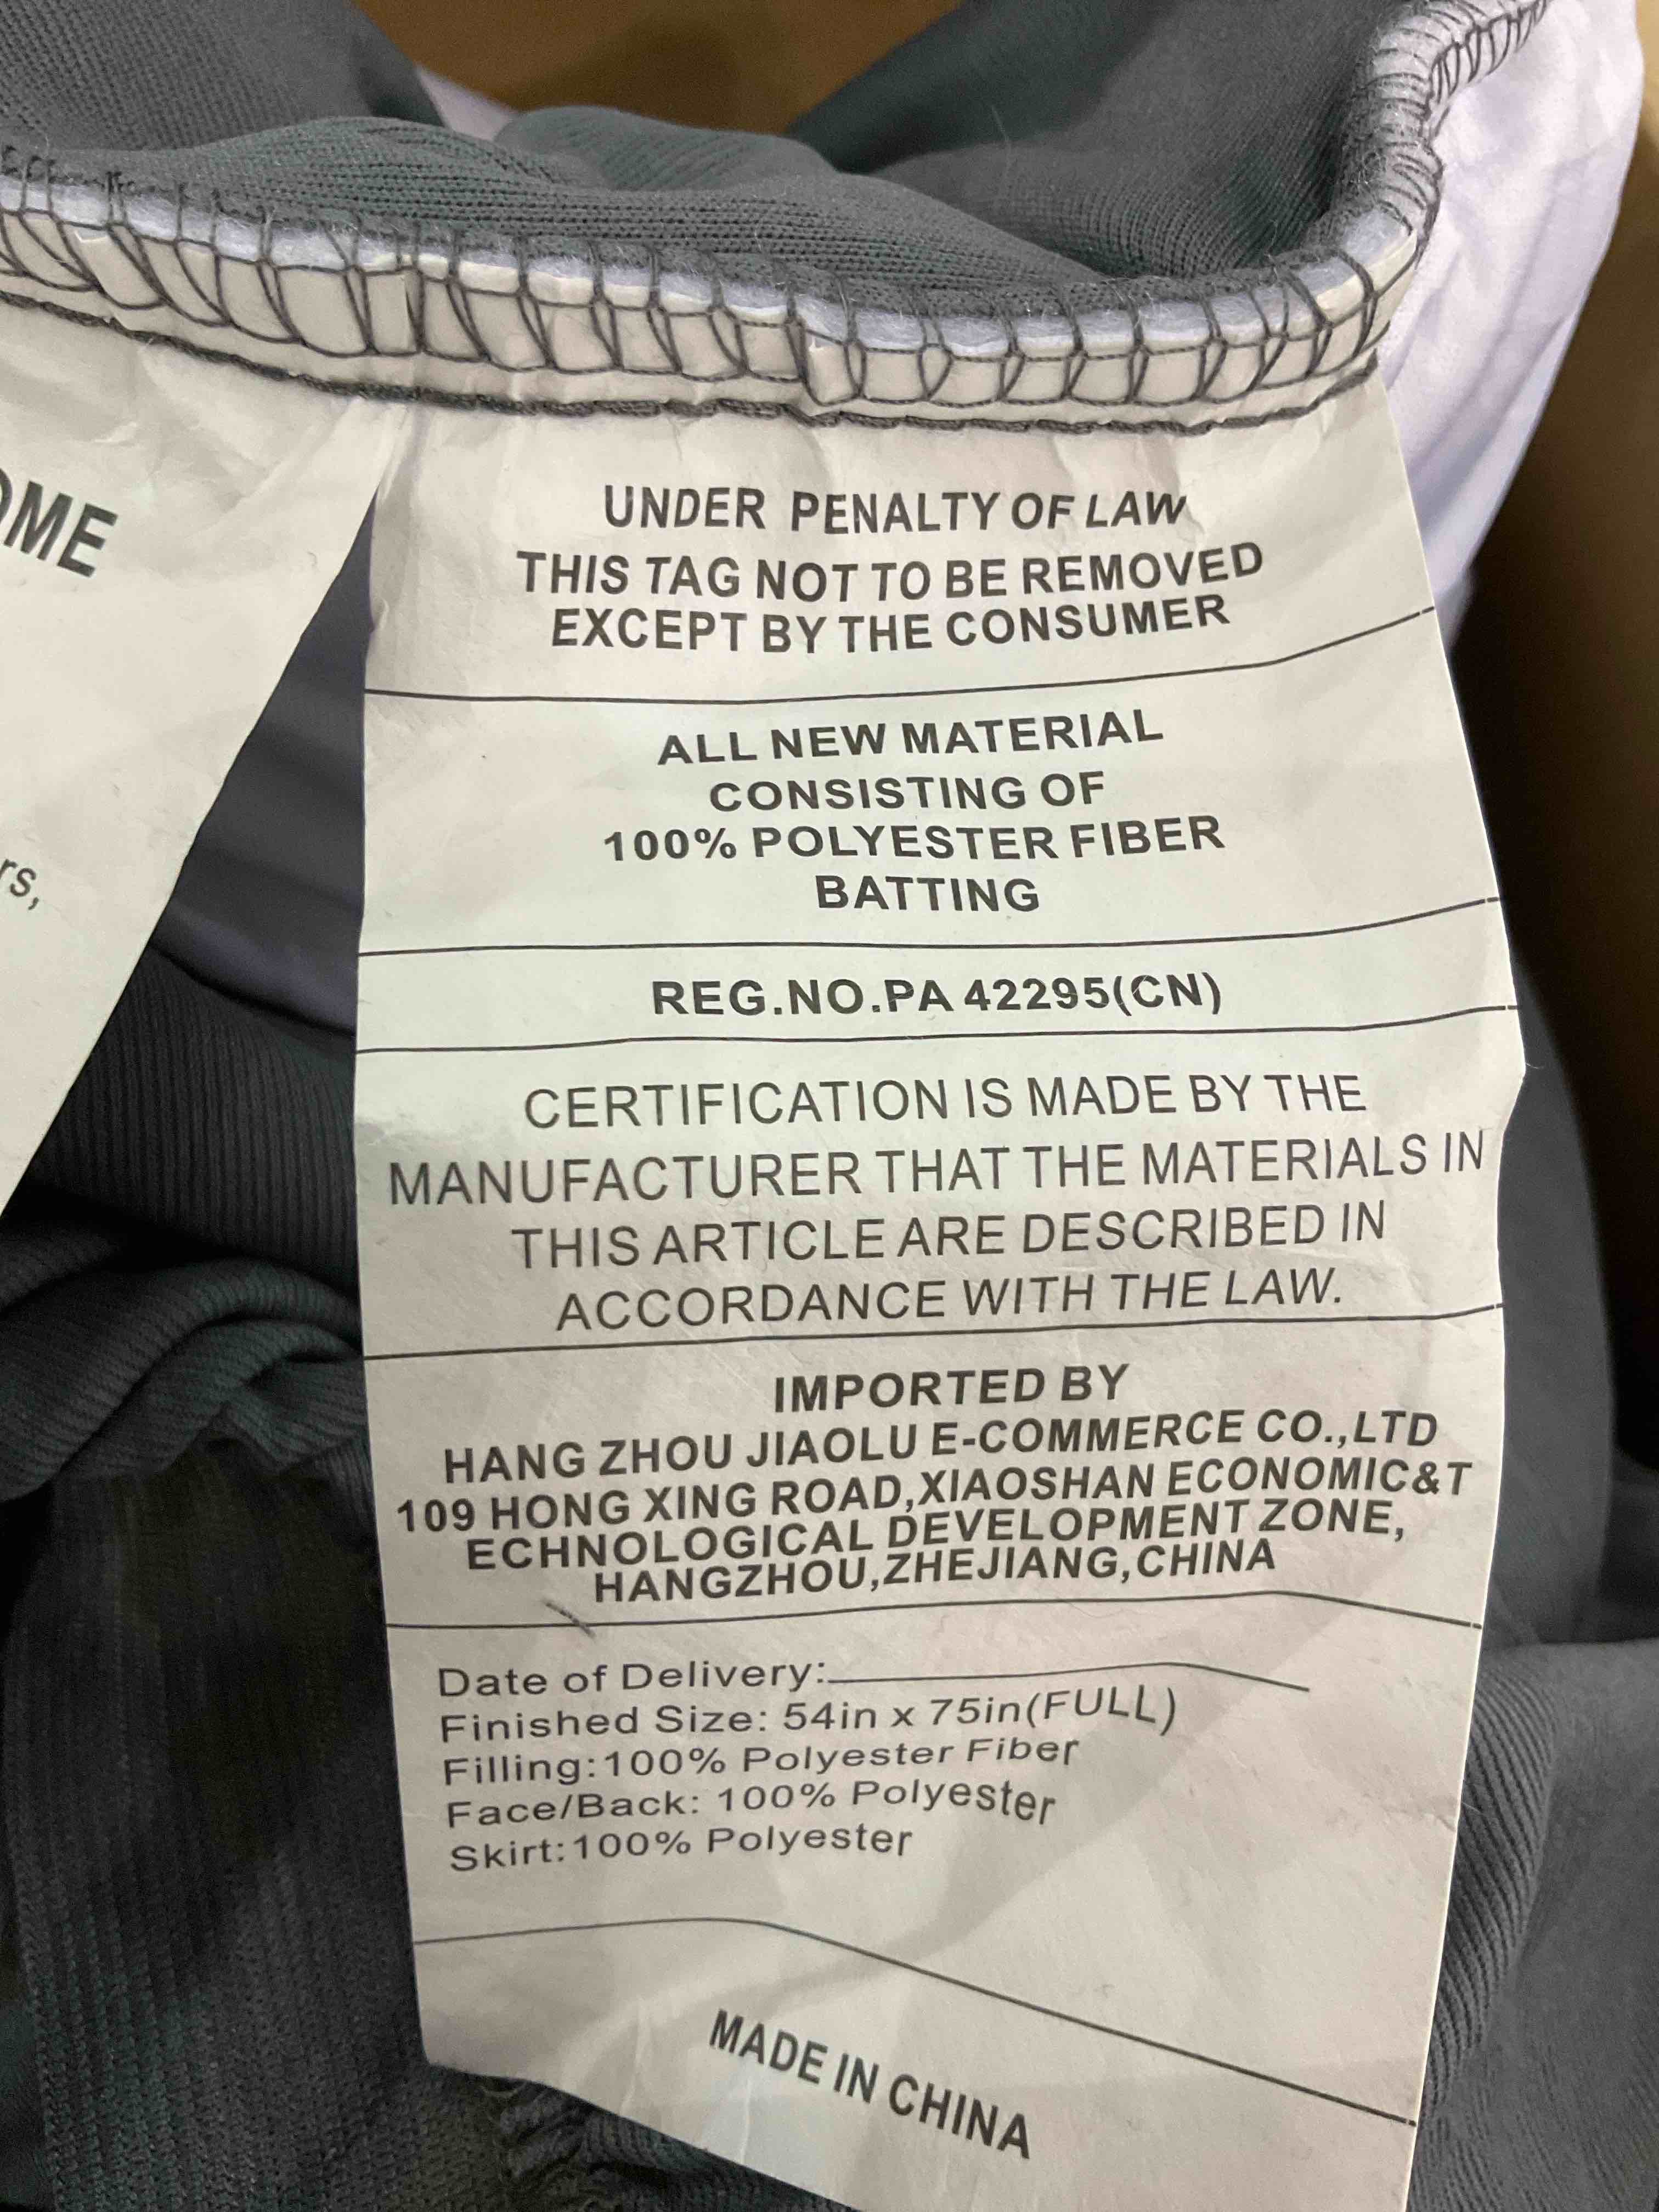 OME
rs,
UNDER PENALTY OF LAW
THIS TAG NOT TO BE REMOVED
EXCEPT BY THE CONSUMER
ALL NEW MATERIAL
CONSISTING OF
100% POLYESTER FIBER
BATTING
REG.NO.PA 42295(CN)
CERTIFICATION IS MADE BY THE
MANUFACTURER THAT THE MATERIALS IN
THIS ARTICLE ARE DESCRIBED IN
ACCORDANCE WITH THE LAW.
IMPORTED BY
HANG ZHOU JIAOLU E-COMMERCE CO.,LTD
109 HONG XING ROAD,XIAOSHAN ECONOMIC&T
ECHNOLOGICAL DEVELOPMENT ZONE,
HANGZHOU,ZHEJIANG,CHINA
Date of Delivery:
Finished Size: 54in x 75in(FULL)
Filling:100% Polyester Fiber
Face/Back: 100% Polyester
Skirt:100% Polyester
MADE IN CHINA